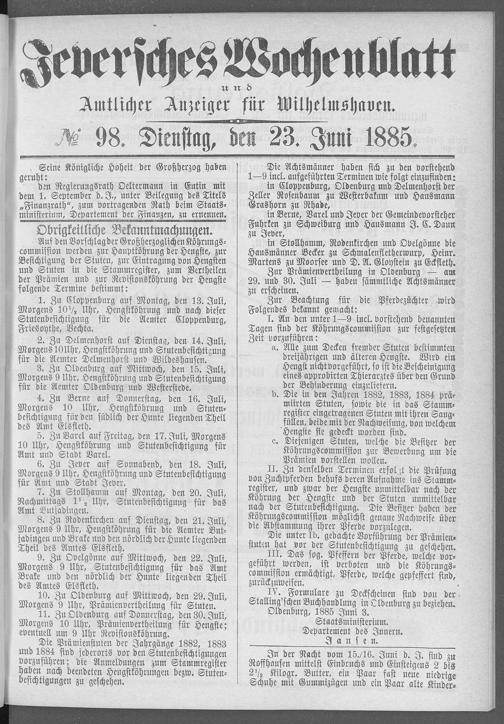 Jeversches Wochenblatt
und
Amtlicher Anzeiger für Wilhelmshaven.
№ 98. Dienstag, den 23. Juni 1885.
Seine Königliche Hoheit der Großherzog haben
geruht:
den Regierungsrath Oeltermann in Eutin mit
dem 1. September d. J., unter Beilegung des Titels
„Finanzrath“, zum vortragenden Rath beim Staats-
ministerium, Departement der Finanzen, zu ernennen.
Obrigkeitliche Bekanntmachungen.
Auf den Vorschlag der Großherzoglichen Köhrungs-
commission werden zur Hauptköhrung der Hengste, zur
Besichtigung der Stuten, zur Eintragung von Hengsten
und Stuten in die Stammregister, zum Vertheilen
der Prämien und zur Revisionsköhrung der Hengste
folgende Termine bestimmt:
1. Zu Cloppenburg auf Montag, den 13. Juli,
Morgens 10½ Uhr, Hengstköhrung und nach dieser
Stutenbesichtigung für die Aemter Cloppenburg,
Friesoythe, Vechta.
2. Zu Delmenhorst auf Dienstag, den 14. Juli,
Morgens 10 Uhr, Hengstköhrung und Stutenbesichtigung
für die Aemter Delmenhorst und Wildeshausen.
3. Zu Oldenburg auf Mittwoch, den 15. Juli,
Morgens 9 Uhr, Hengstköhrung und Stutenbesichtigung
für die Aemter Oldenburg und Westerstede.
4. Zu Berne auf Donnerstag, den 16. Juli,
Morgens 10 Uhr, Hengstköhrung und Stuten-
besichtigung für den südlich der Hunte liegenden Theil
des Amt Elsfleth.
5. Zu Varel auf Freitag, den 17. Juli, Morgens
10 Uhr, Hengstköhrung und Stutenbesichtigung für
Amt und Stadt Varel.
6. Zu Jever auf Sonnabend, den 18. Juli,
Morgens 9 Uhr, Hengstköhrung und Stutenbesichtigung
für Amt und Stadt Jever.
7. Zu Stollhamm auf Montag, den 20. Juli,
Nachmittags 1½ Uhr, Stutenbesichtigung für das
Amt Butjadingen.
8. Zu Rodenkirchen auf Dienstag, den 21. Juli,
Morgens 9 Uhr, Hengstköhrung für die Aemter But-
jadingen und Brake und den nördlich der Hunte liegenden
Theil des Amtes Elsfleth.
9. Zu Ovelgönne auf Mittwoch, den 22. Juli,
Morgens 9 Uhr, Stutenbesichtigung für das Amt
Brake und den nördlich der Hunte liegenden Theil
des Amtes Elsfleth.
10. Zu Oldenburg auf Mittwoch, den 29. Juli,
Morgens 9 Uhr, Prämienvertheilung für Stuten.
11. Zu Oldenburg auf Donnerstag, den 30. Juli,
Morgens 10 Uhr, Prämienvertheilung für Hengste;
eventuell um 9 Uhr Revisionsköhrung.
Die Prämienstuten der Jahrgänge 1882, 1883
und 1884 sind jederorts vor den Stutenbesichtigungen
vorzuführen; die Anmeldungen zum Stammregister
haben nach beendeten Hengstköhrungen bezw. Stuten-
besichtigungen zu geschehen.
Die Achtsmänner haben sich zu den vorstehend
1—9 incl. aufgeführten Terminen wie folgt einzufinden:
in Cloppenburg, Oldenburg und Delmenhorst der
Zeller Rosenbaum zu Westerbakum und Hausmann
Grashorn zu Rhade,
in Berne, Varel und Jever der Gemeindevorsteher
Fuhrken zu Schweiburg und Hausmann J. C. Daun
zu Jever,
in Stollhamm, Rodenkirchen und Ovelgönne die
Hausmänner Becker zu Schmalenfletherwurp, Heinr.
Martens zu Moorsee und D. A. Gloystein zu Eckfleth.
Zur Prämienvertheilung in Oldenburg — am
29. und 30. Juli — haben sämmtliche Achtsmänner
zu erscheinen.
Zur Beachtung für die Pferdezüchter wird
Folgendes bekannt gemacht:
I. An den unter 1—9 incl. vorstehend benannten
Tagen sind der Köhrungscommission zur festgesetzten
Zeit vorzuführen:
a. Alle zum Decken fremder Stuten bestimmten
dreijährigen und älteren Hengste. Wird ein
Hengst nicht vorgeführt, so ist die Bescheinigung
eines approbirten Thierarztes über den Grund
der Behinderung einzuliefern.
b. Die in den Jahren 1882, 1883, 1884 prä-
miirten Stuten, sowie die in das Stamm-
register eingetragenen Stuten mit ihren Saug-
füllen, beide mit der Nachweisung, von welchem
Hengste sie gedeckt worden sind.
c. Diejenigen Stuten, welche die Besitzer der
Köhrungscommission zur Bewerbung um die
Prämien vorstellen wollen.
II. Zu denselben Terminen erfolgt die Prüfung
von Zuchtpferden behufs deren Aufnahme ins Stamm-
register, und zwar der Hengste unmittelbar nach der
Köhrung der Hengste und der Stuten unmittelbar
nach der Stutenbesichtigung. Die Besitzer haben der
Köhrungscommission möglichst genaue Nachweise über
die Abstammung ihrer Pferde vorzulegen.
Die unter Ib. gedachte Vorführung der Prämien-
stuten hat vor der Stutenbesichtigung zu geschehen.
III. Das sog. Pfeffern der Pferde, welche vor-
geführt werden, ist verboten und die Köhrungs-
commission ermächtigt, Pferde, welche gepfeffert sind,
zurückzuweisen.
IV. Formulare zu Deckscheinen sind von der
Stalling'schen Buchhandlung in Oldenburg zu beziehen.
Oldenburg, 1885 Juni 3.
Staatsministerium.
Departement des Innern.
Jansen.
In der Nacht vom 15./16. Juni d. J. sind zu
Roffhausen mittelst Einbruchs und Einsteigens 2 bis
2½ Kilogr. Butter, ein Paar fast neue niedrige
Schuhe mit Gummizügen und ein Paar alte Kinder-